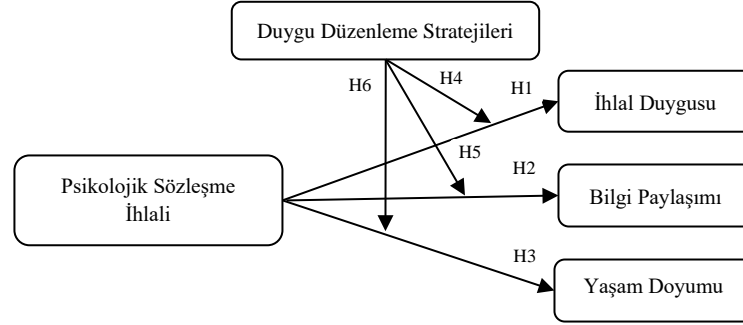 Duygu Düzenleme Stratejileri
H6
H4
H1
İhlal Duygusu
H5
H2
Psikolojik Sözleşme
İhlali
Bilgi Paylaşımı
H3
Yaşam Doyumu